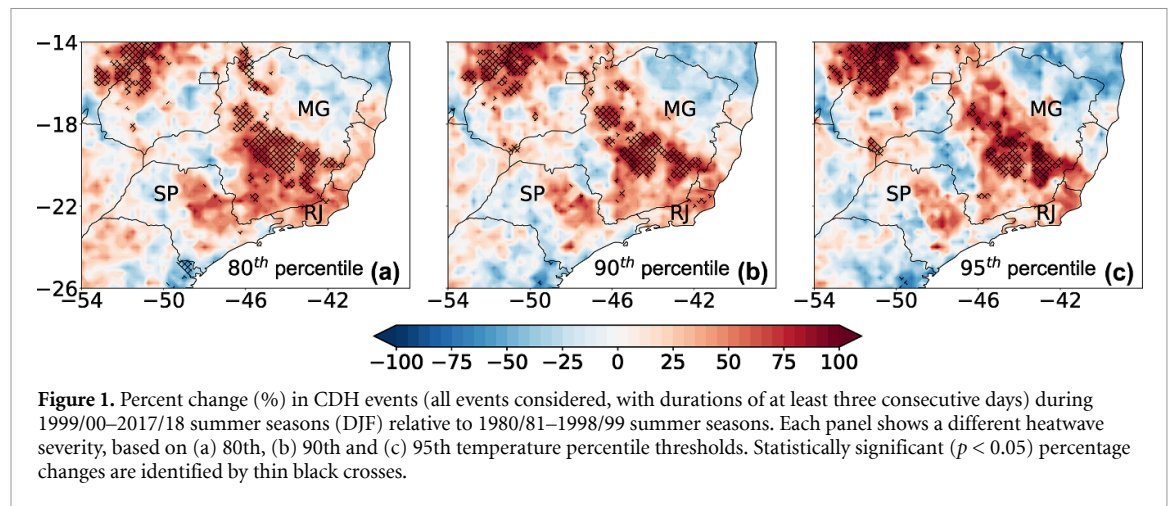 −14
−18
−22
−26
MG
SP
RJ
80th percentile (a)
−54 −50 −46 −42
MG
SP
RJ
90th percentile (b)
−54 −50 −46 −42
MG
SP
RJ
95th percentile (c)
−54 −50 −46 −42
−100 −75 −50 −25 0 25 50 75 100
Figure 1. Percent change (%) in CDH events (all events considered, with durations of at least three consecutive days) during
1999/00–2017/18 summer seasons (DJF) relative to 1980/81–1998/99 summer seasons. Each panel shows a different heatwave
severity, based on (a) 80th, (b) 90th and (c) 95th temperature percentile thresholds. Statistically significant (p < 0.05) percentage
changes are identified by thin black crosses.